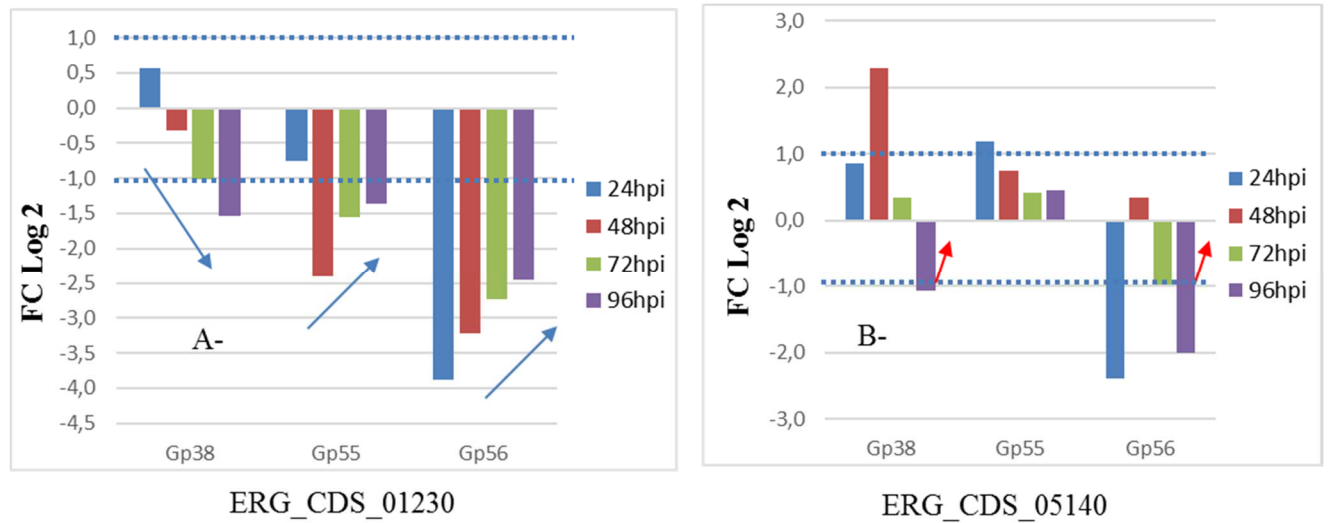 FC Log 2
1,0
0,5
0,0
-0,5
-1,0
-1,5
-2,0
-2,5
-3,0
-3,5
-4,0
-4,5
A-
Gp38 Gp55 Gp56
24hpi
48hpi
72hpi
96hpi
ERG_CDS_01230
FC Log 2
3,0
2,0
1,0
0,0
-1,0
-2,0
-3,0
B-
Gp38 Gp55 Gp56
24hpi
48hpi
72hpi
96hpi
ERG_CDS_05140